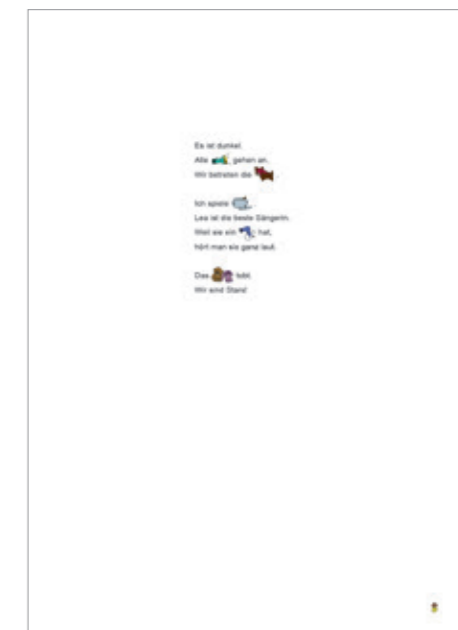 Es ist dunkel.
Alle gehen an.
Wir betreten die .
Ich spiele .
Lea ist die beste Sängerin.
Weil sie ein hat,
hört man sie ganz laut.
Das tobt.
Wir sind Stars!